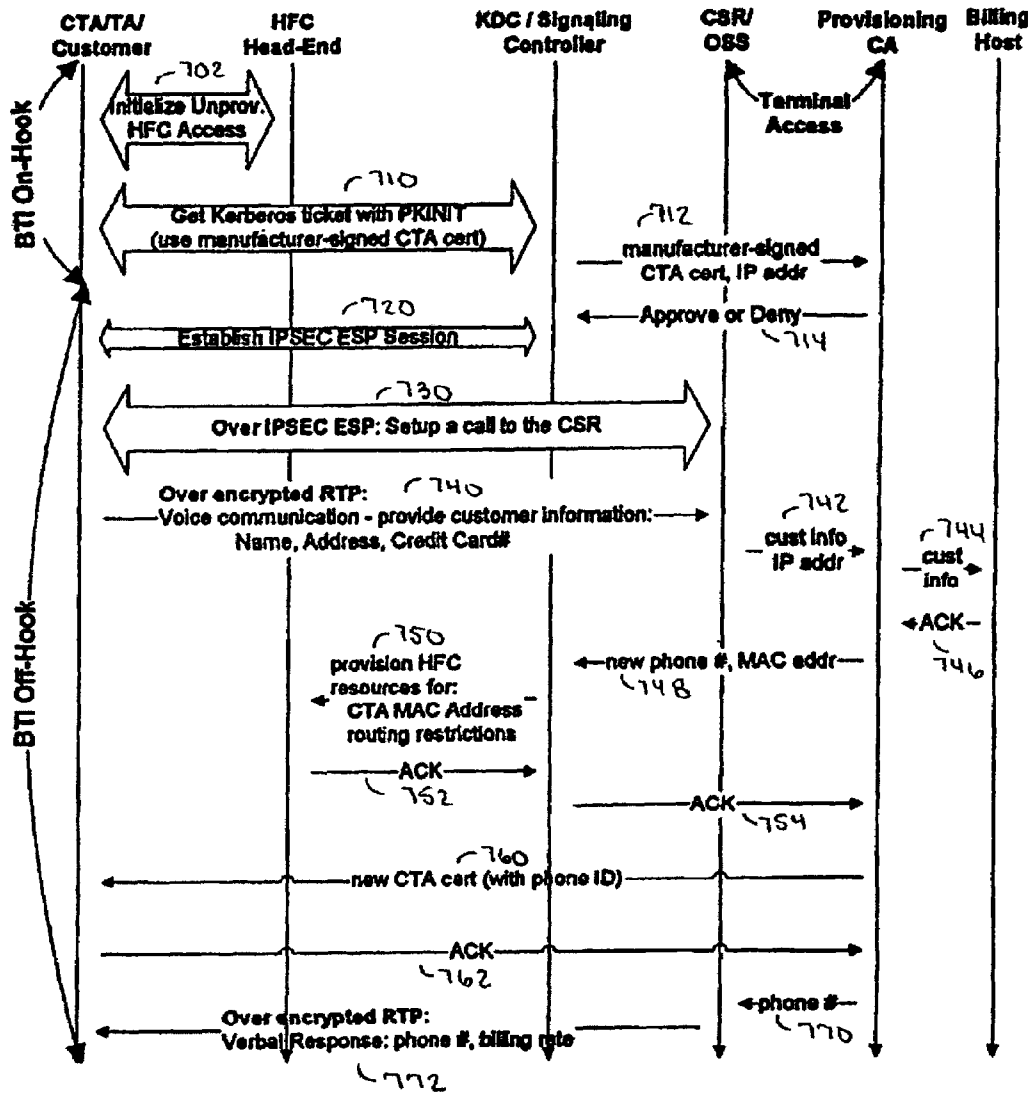 CTA/TA/
Customer
HFC
Head-End
KDC / Signaling
Controller
CSR/
OSS
Provisioning
CA
Billing
Host
BTI On-Hook
702
Initialize Unprov.
HFC Access
Terminal
Access
710
Get Kerberos ticket with PKINIT
(use manufacturer-signed CTA cert)
712
manufacturer-signed
CTA cert, IP addr
720
Establish IPSEC ESP Session
Approve or Deny
714
730
Over IPSEC ESP: Setup a call to the CSR
BTI Off-Hook
Over encrypted RTP:
740
Voice communication - provide customer information:
Name, Address, Credit Card#
742
cust info
IP addr
744
cust
info
ACK
746
750
provision HFC
resources for:
CTA MAC Address
routing restrictions
new phone #, MAC addr
748
ACK
752
ACK
754
760
new CTA cert (with phone ID)
ACK
762
phone #
770
Over encrypted RTP:
Verbal Response: phone #, billing rate
772